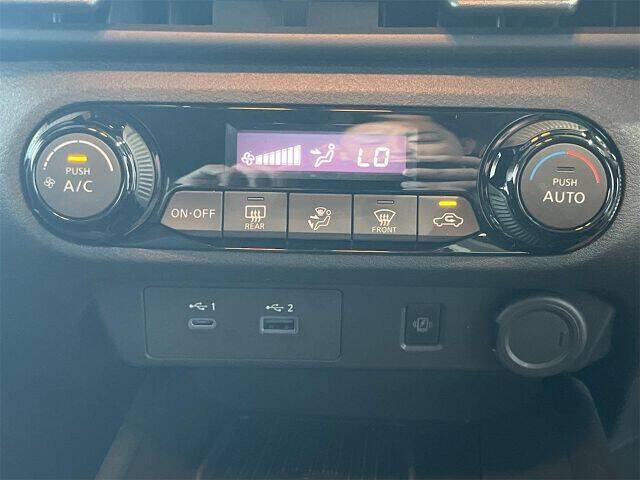 PUSH
A/C
LO
PUSH
AUTO
ON·OFF
REAR
FRONT
1
2